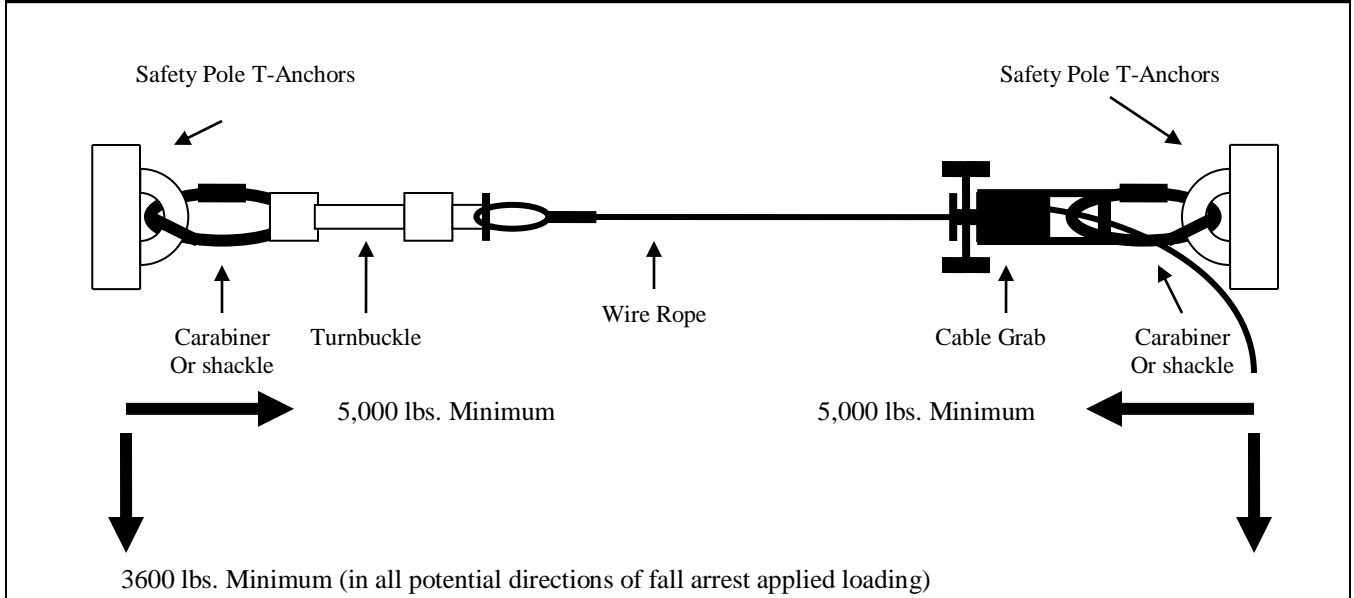 Safety Pole T-Anchors
Safety Pole T-Anchors
Carabiner
Or shackle
Turnbuckle
Wire Rope
Cable Grab
Carabiner
Or shackle
5,000 lbs. Minimum
5,000 lbs. Minimum
3600 lbs. Minimum (in all potential directions of fall arrest applied loading)